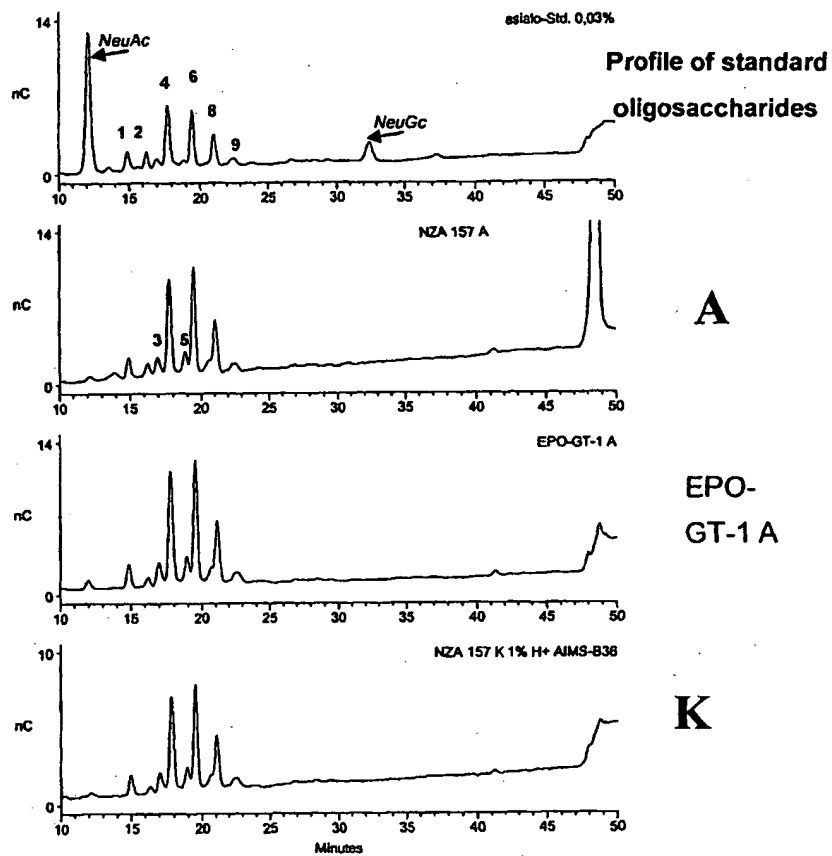 asialo-Std. 0,03%
14
NeuAc
nC
1 2 4 6 8 9
NeuGc
0
10 15 20 25 30 35 40 45 50
Profile of standard
oligosaccharides
NZA 157 A
14
nC
3 5
0
10 15 20 25 30 35 40 45 50
A
EPO-GT-1 A
14
nC
0
10 15 20 25 30 35 40 45 50
EPO-
GT-1 A
NZA 157 K 1% H+ AIMS-B36
10
nC
0
10 15 20 25 30 35 40 45 50
Minutes
K